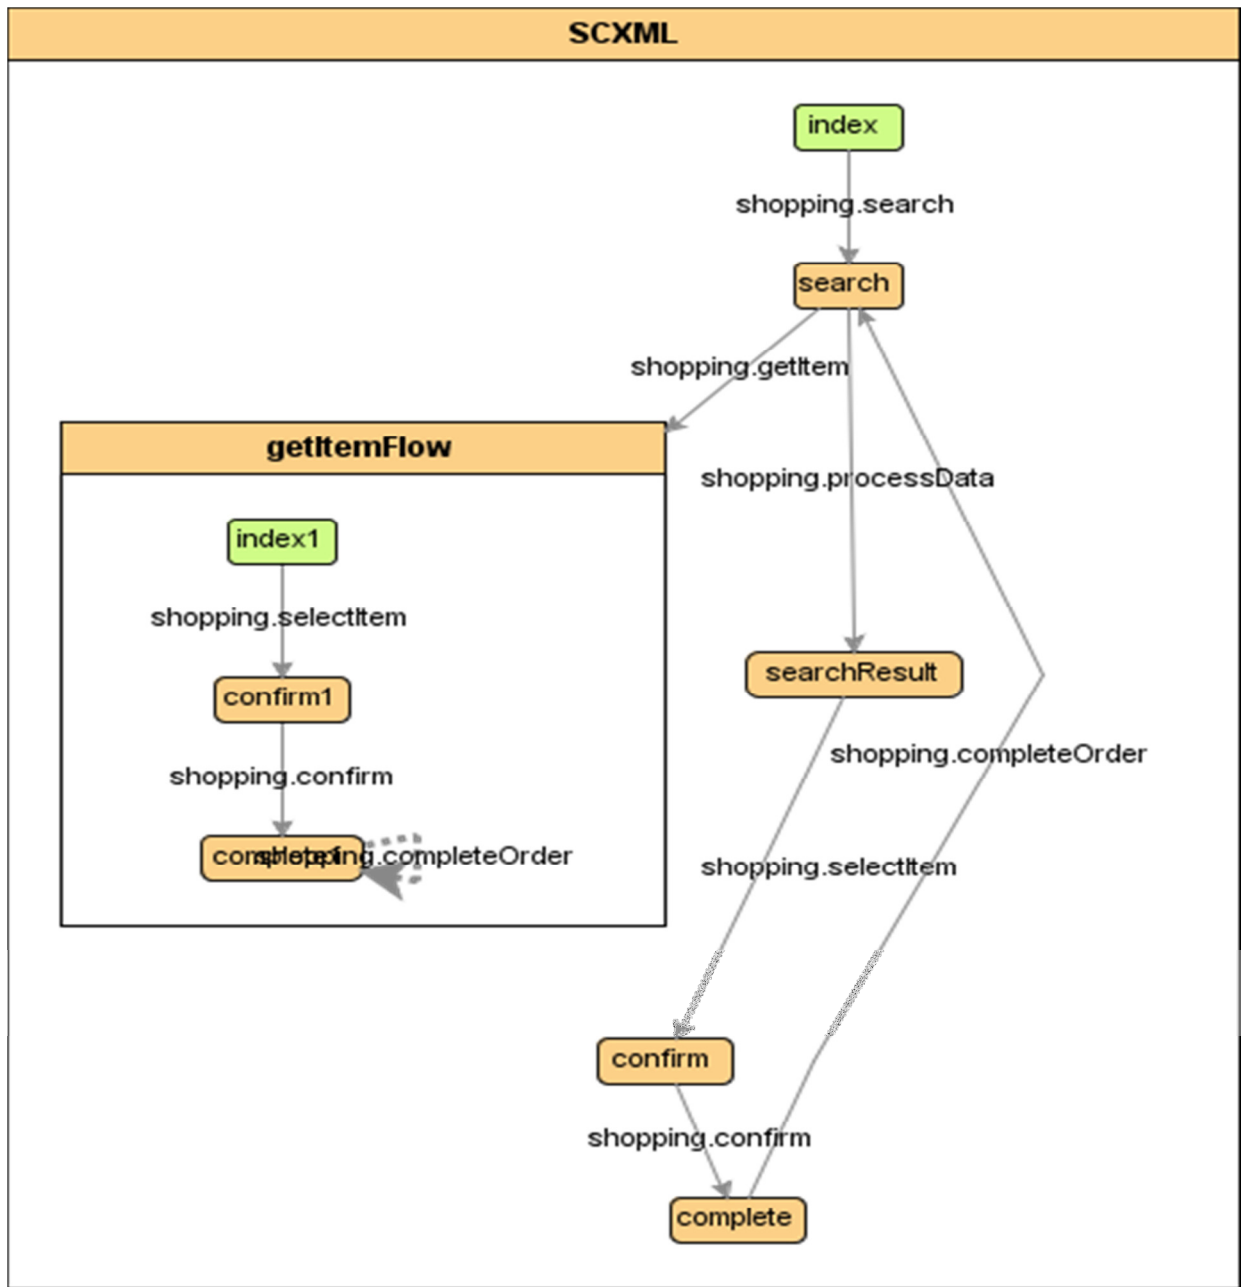 SCXML
index
shopping.search
search
shopping.getItem
getItemFlow
shopping.processData
index1
shopping.selectItem
confirm1
searchResult
shopping.completeOrder
shopping.confirm
complete1
shopping.completeOrder
shopping.selectItem
confirm
shopping.confirm
complete